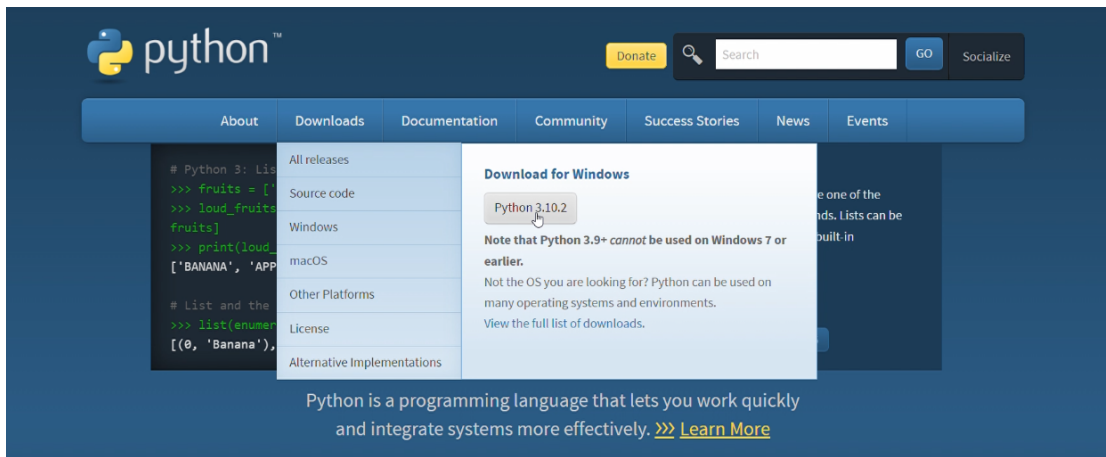 python™
Donate
Search
GO
Socialize
About Downloads Documentation Community Success Stories News Events
# Python 3: Lis
>>> fruits = ['
>>> loud_fruits
fruits]
>>> print(loud_
['BANANA', 'APP
# List and the
>>> list(enumer
[(0, 'Banana'),
All releases
Source code
Windows
macOS
Other Platforms
License
Alternative Implementations
Download for Windows
Python 3.10.2
Note that Python 3.9+ cannot be used on Windows 7 or
earlier.
Not the OS you are looking for? Python can be used on
many operating systems and environments.
View the full list of downloads.
e one of the
ds. Lists can be
built-in
Python is a programming language that lets you work quickly
and integrate systems more effectively. >>> Learn More